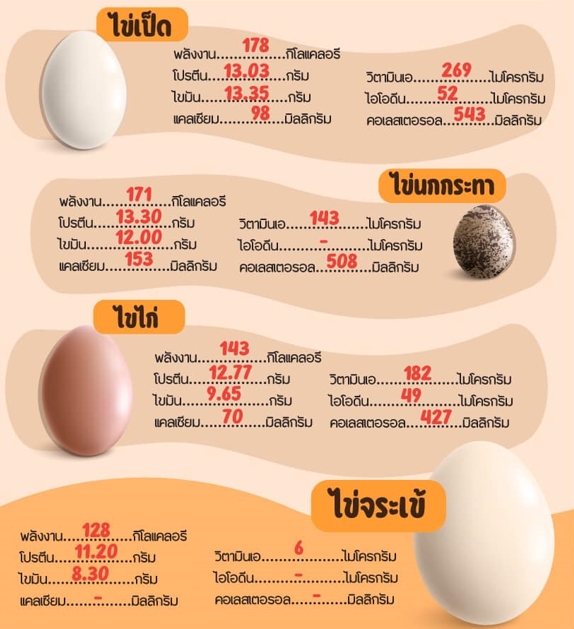 ไข่เป็ด
พลังงาน.............178.............กิโลแคลอรี
โปรตีน.......13.03.......กรัม
ไขมัน.......13.35.......กรัม
แคลเซียม.......98.......มิลลิกรัม
วิตามินเอ.......269.......ไมโครกรัม
ไอโอดีน.......52.......ไมโครกรัม
คอเลสเตอรอล.......543.......มิลลิกรัม
ไข่นกกระทา
พลังงาน.......171.......กิโลแคลอรี
โปรตีน.......13.30.......กรัม
ไขมัน.......12.00.......กรัม
แคลเซียม.......153.......มิลลิกรัม
วิตามินเอ.......143.......ไมโครกรัม
ไอโอดีน.......-.......ไมโครกรัม
คอเลสเตอรอล.......508.......มิลลิกรัม
ไข่ไก่
พลังงาน.......143.......กิโลแคลอรี
โปรตีน.......12.77.......กรัม
ไขมัน.......9.65.......กรัม
แคลเซียม.......70.......มิลลิกรัม
วิตามินเอ.......182.......ไมโครกรัม
ไอโอดีน.......49.......ไมโครกรัม
คอเลสเตอรอล.......427.......มิลลิกรัม
ไข่จระเข้
พลังงาน.......128.......กิโลแคลอรี
โปรตีน.......11.20.......กรัม
ไขมัน.......8.30.......กรัม
แคลเซียม.......-.......มิลลิกรัม
วิตามินเอ.......6.......ไมโครกรัม
ไอโอดีน.......-.......ไมโครกรัม
คอเลสเตอรอล.......-.......มิลลิกรัม